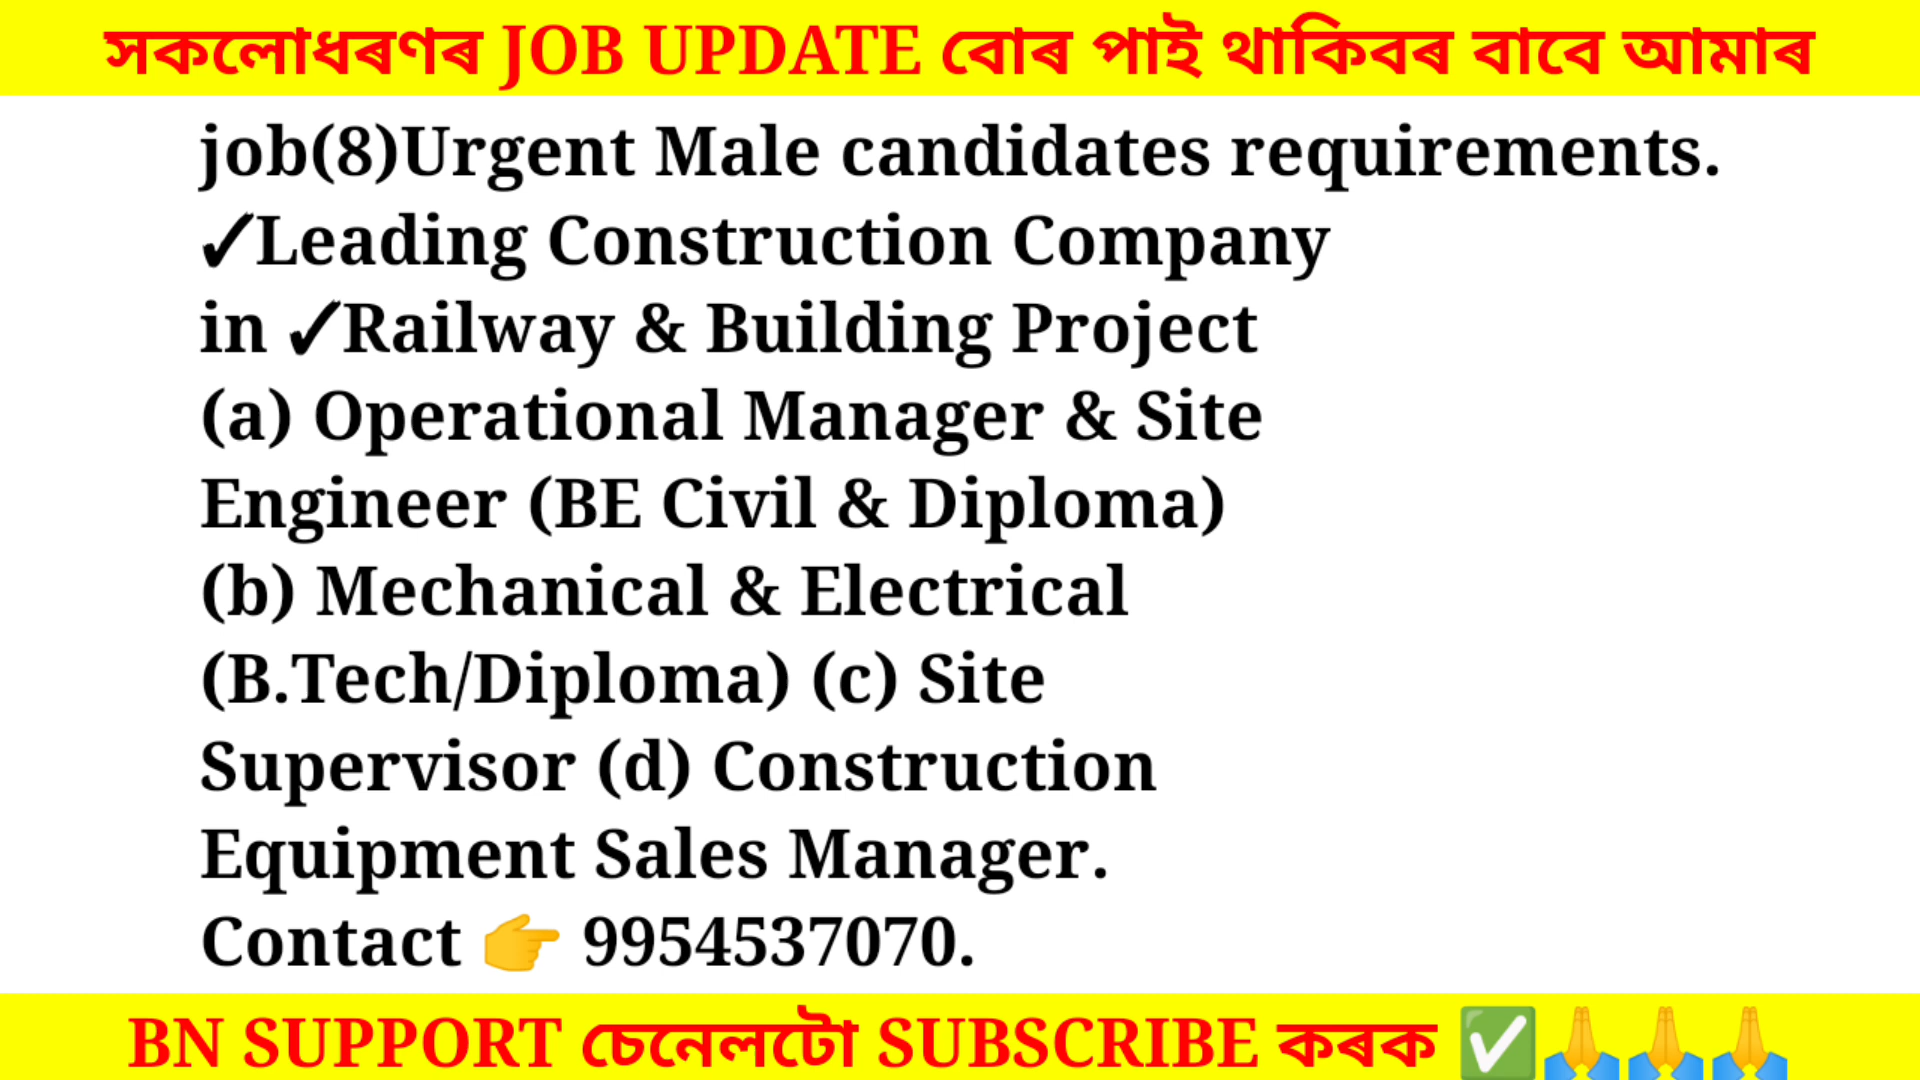 সকলোধৰণৰ JOB UPDATE বোৰ পাই থাকিবৰ বাবে আমাৰ
job(8)Urgent Male candidates requirements.
✓Leading Construction Company
in ✓Railway & Building Project
(a) Operational Manager & Site
Engineer (BE Civil & Diploma)
(b) Mechanical & Electrical
(B.Tech/Diploma) (c) Site
Supervisor (d) Construction
Equipment Sales Manager.
Contact 👉 9954537070.
BN SUPPORT চেনেলটো SUBSCRIBE কৰক ✅🙏🙏🙏